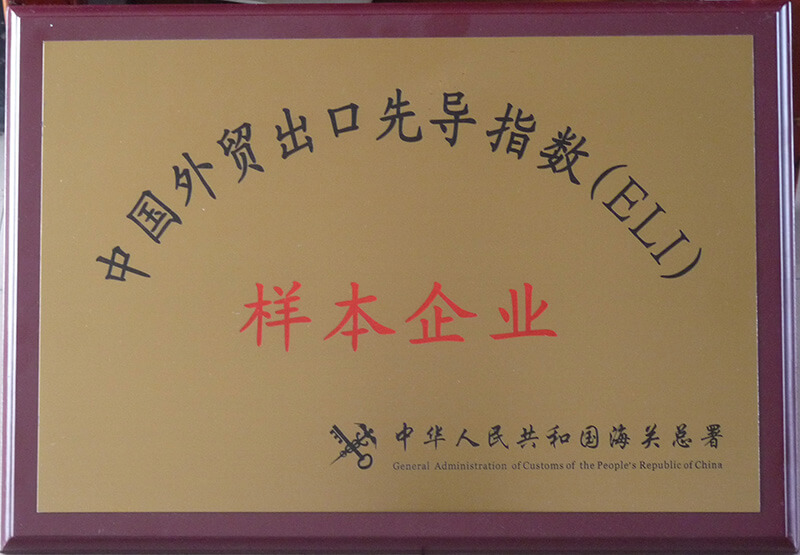 中国外贸出口先导指数(ELI)
样本企业
中华人民共和国海关总署
General Administration of Customs of the People's Republic of China